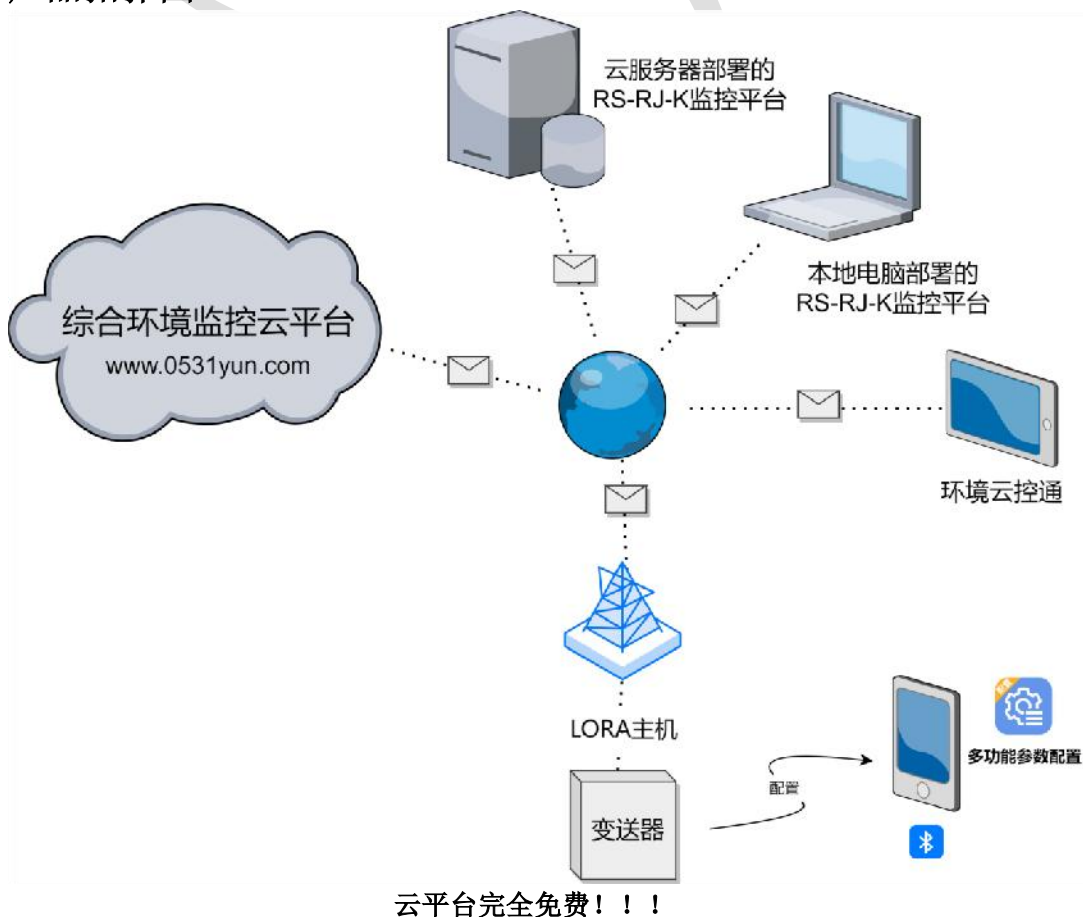 云服务器部署的
RS-RJ-K监控平台
本地电脑部署的
RS-RJ-K监控平台
综合环境监控云平台
www.0531yun.com
环境云控通
LORA主机
多功能参数配置
配置
变送器
云平台完全免费！！！